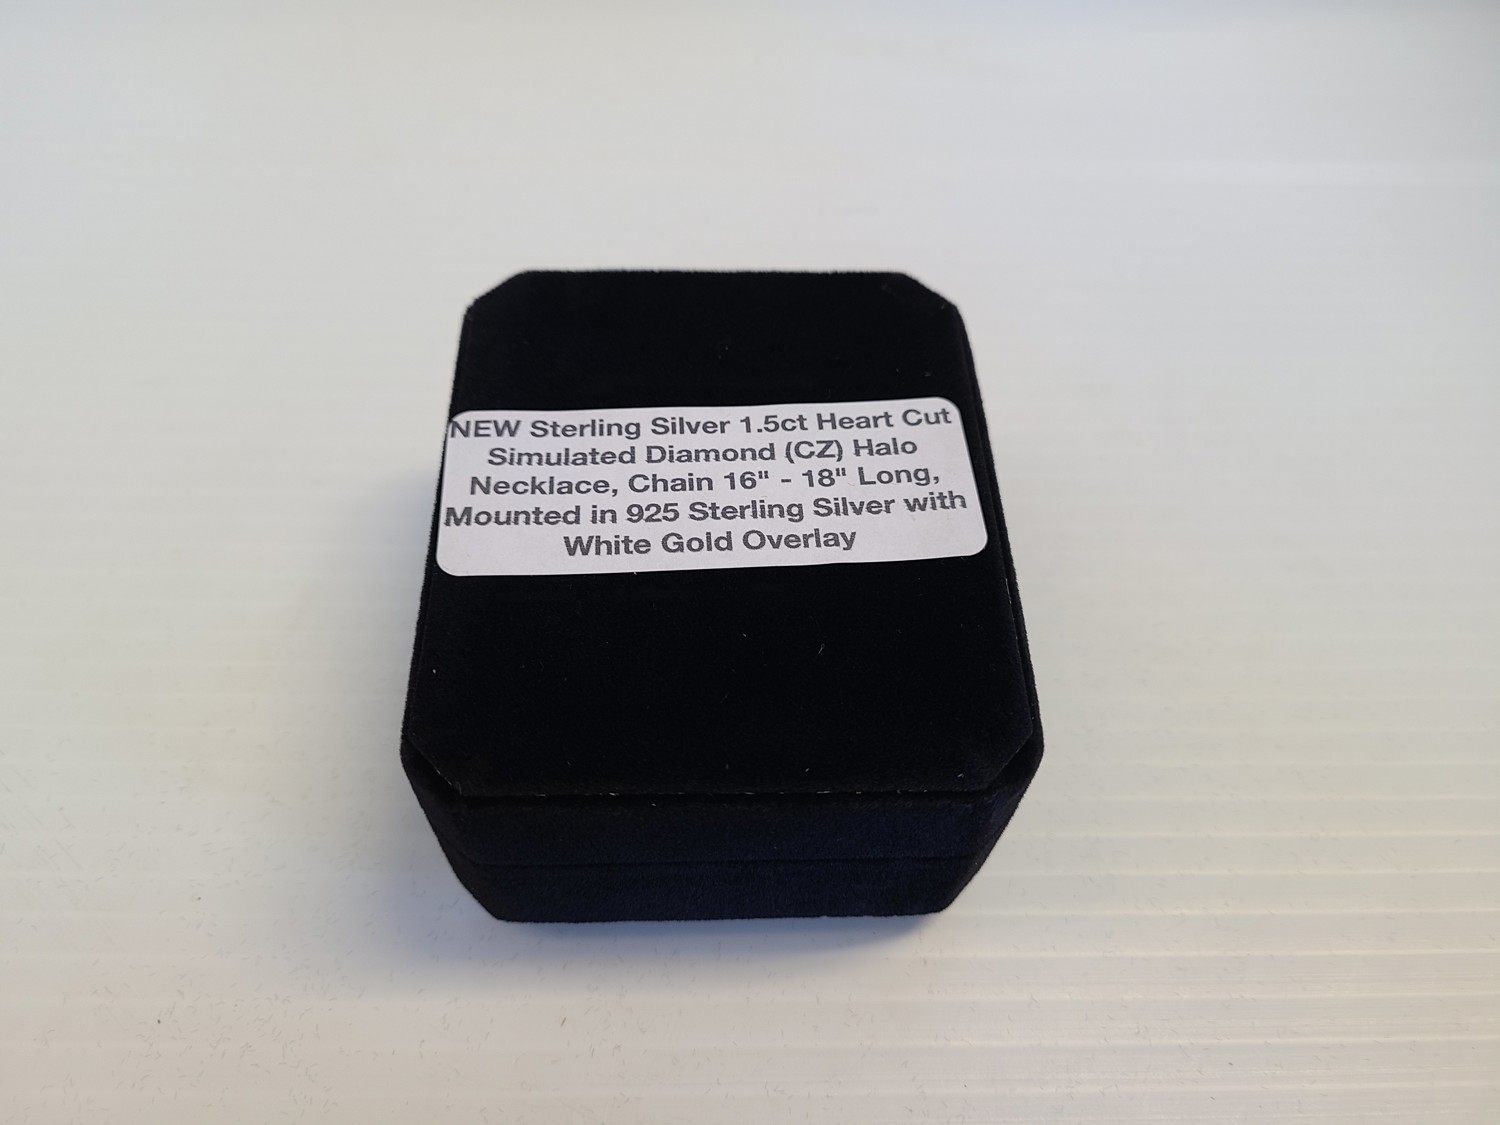 NEW Sterling Silver 1.5ct Heart Cut
Simulated Diamond (CZ) Halo
Necklace, Chain 16" - 18" Long,
Mounted in 925 Sterling Silver with
White Gold Overlay